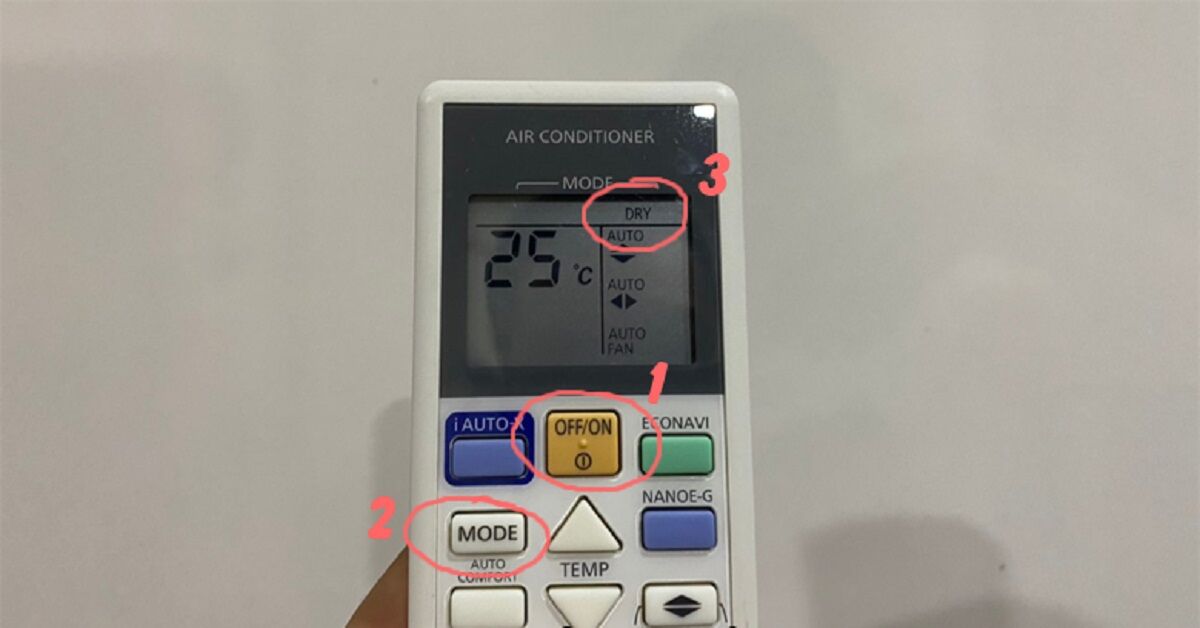 AIR CONDITIONER
3
MODE
DRY
25 °C
AUTO
AUTO
AUTO
FAN
1
i AUTO-X
OFF/ON
ECONAVI
2
MODE
NANOE-G
AUTO
COMFORT
TEMP